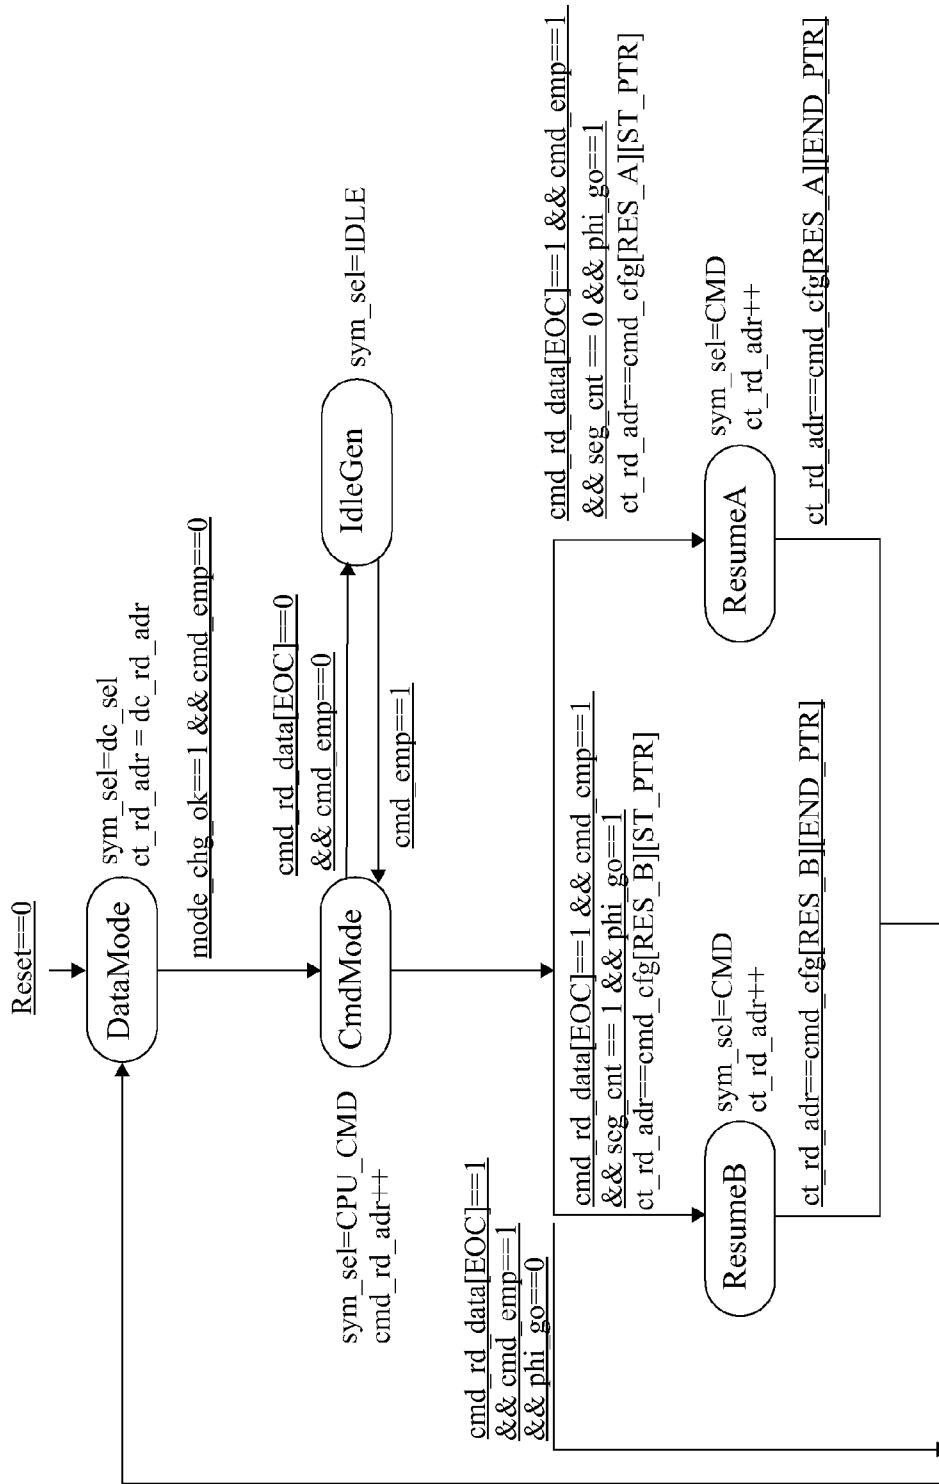 Reset==0
DataMode
sym_sel=dc_sel
ct_rd_adr = dc_rd_adr
mode_chg_ok==1 && cmd_emp==0
sym_sel=CPU_CMD
cmd_rd_adr++
CmdMode
cmd_rd_data[EOC]==0
&& cmd_emp==0
cmd_emp==1
IdleGen
sym_sel=IDLE
cmd_rd_data[EOC]==1
&& cmd_emp==1
&& phi_go==0
cmd_rd_data[EOC]==1 && cmd_emp==1
&& seg_cnt == 1 && phi_go==1
ct_rd_adr==cmd_cfg[RES_B][ST_PTR]
cmd_rd_data[EOC]==1 && cmd_emp==1
&& seg_cnt == 0 && phi_go==1
ct_rd_adr==cmd_cfg[RES_A][ST_PTR]
ResumeB
sym_sel=CMD
ct_rd_adr++
ResumeA
sym_sel=CMD
ct_rd_adr++
ct_rd_adr==cmd_cfg[RES_B][END_PTR]
ct_rd_adr==cmd_cfg[RES_A][END_PTR]